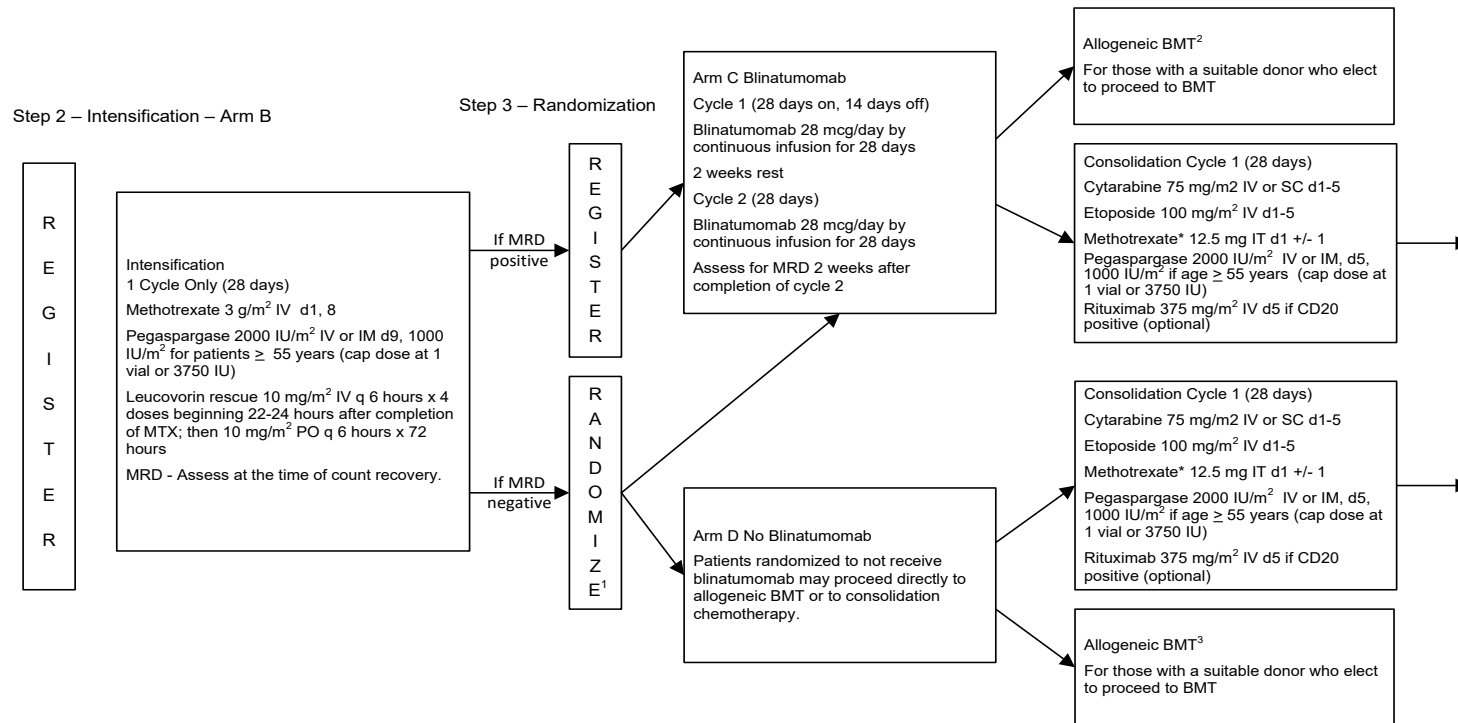 Step 2 – Intensification – Arm B
R
E
G
I
S
T
E
R
Intensification
1 Cycle Only (28 days)
Methotrexate 3 g/m² IV d1, 8
Pegaspargase 2000 IU/m² IV or IM d9, 1000
IU/m² for patients ≥ 55 years (cap dose at 1
vial or 3750 IU)
Leucovorin rescue 10 mg/m² IV q 6 hours x 4
doses beginning 22-24 hours after completion
of MTX; then 10 mg/m² PO q 6 hours x 72
hours
MRD - Assess at the time of count recovery.
If MRD
positive
If MRD
negative
Step 3 – Randomization
R
E
G
I
S
T
E
R
R
A
N
D
O
M
I
Z
E¹
Arm C Blinatumomab
Cycle 1 (28 days on, 14 days off)
Blinatumomab 28 mcg/day by
continuous infusion for 28 days
2 weeks rest
Cycle 2 (28 days)
Blinatumomab 28 mcg/day by
continuous infusion for 28 days
Assess for MRD 2 weeks after
completion of cycle 2
Arm D No Blinatumomab
Patients randomized to not receive
blinatumomab may proceed directly to
allogeneic BMT or to consolidation
chemotherapy.
Allogeneic BMT²
For those with a suitable donor who elect
to proceed to BMT
Consolidation Cycle 1 (28 days)
Cytarabine 75 mg/m2 IV or SC d1-5
Etoposide 100 mg/m² IV d1-5
Methotrexate* 12.5 mg IT d1 +/- 1
Pegaspargase 2000 IU/m² IV or IM, d5,
1000 IU/m² if age ≥ 55 years (cap dose at
1 vial or 3750 IU)
Rituximab 375 mg/m² IV d5 if CD20
positive (optional)
Consolidation Cycle 1 (28 days)
Cytarabine 75 mg/m2 IV or SC d1-5
Etoposide 100 mg/m² IV d1-5
Methotrexate* 12.5 mg IT d1 +/- 1
Pegaspargase 2000 IU/m² IV or IM, d5,
1000 IU/m² if age ≥ 55 years (cap dose at
1 vial or 3750 IU)
Rituximab 375 mg/m² IV d5 if CD20
positive (optional)
Allogeneic BMT³
For those with a suitable donor who elect
to proceed to BMT